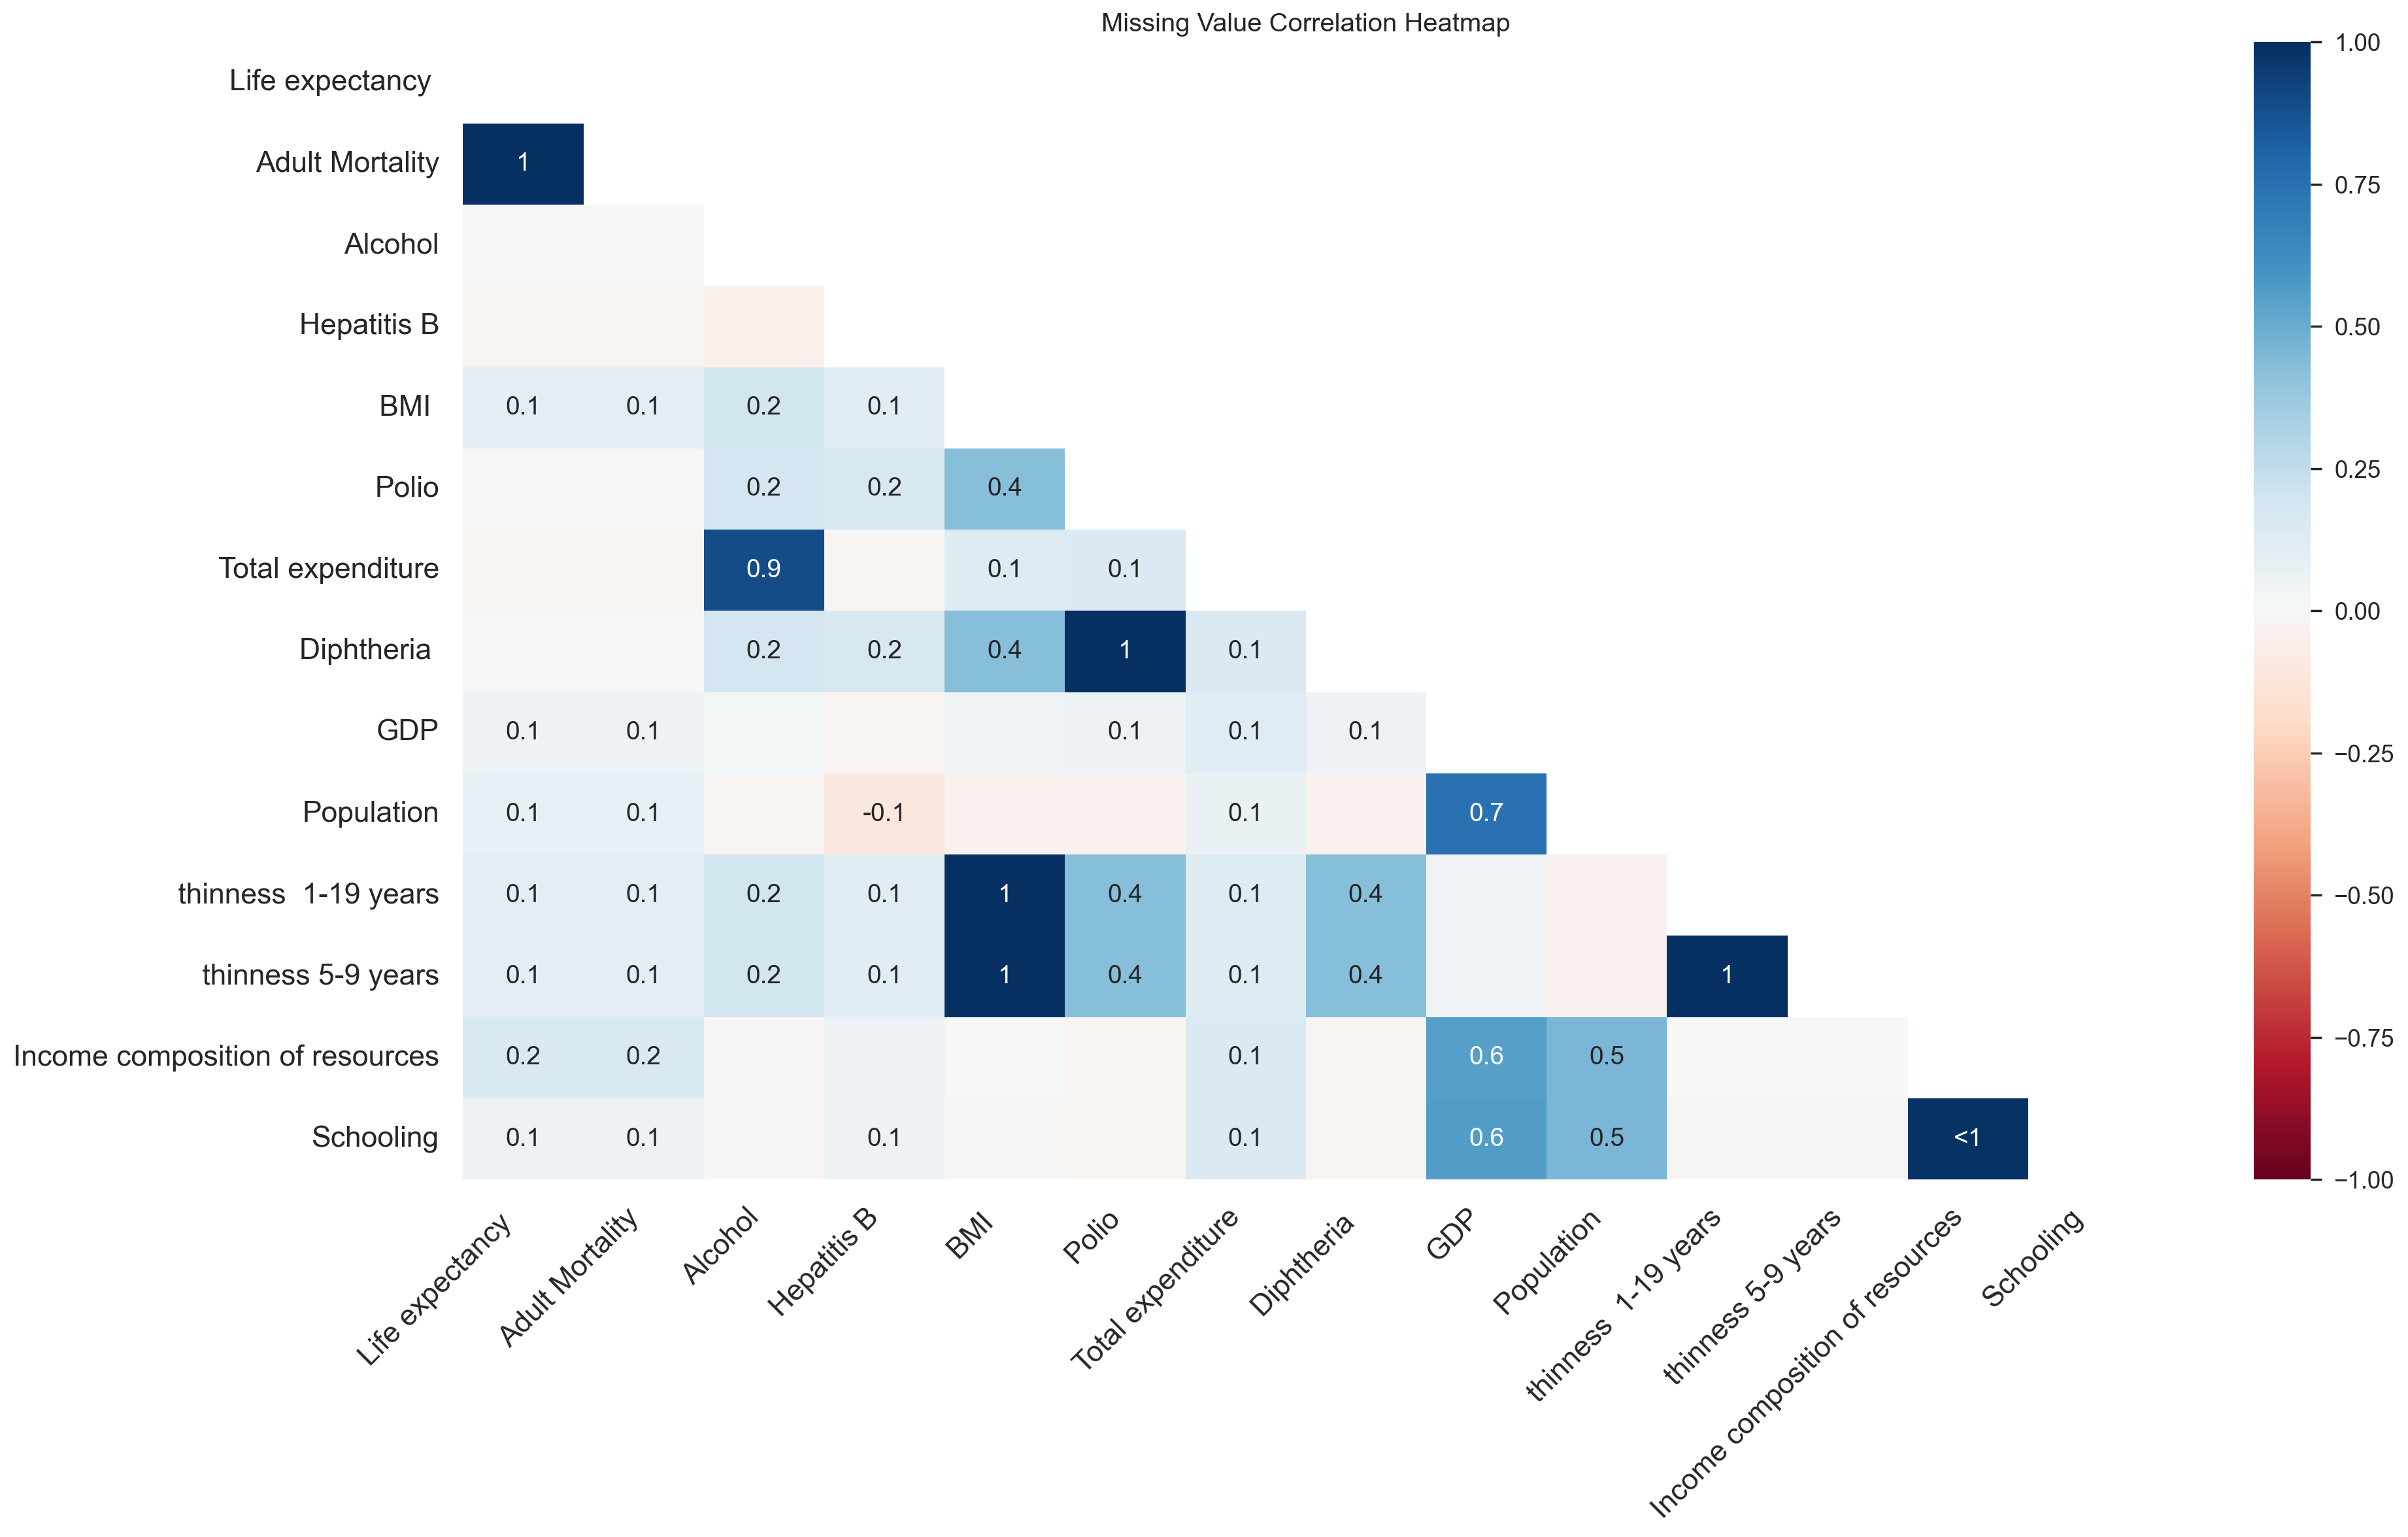 Missing Value Correlation Heatmap
Life expectancy
Adult Mortality 1
Alcohol
Hepatitis B
BMI 0.1 0.1 0.2 0.1
Polio 0.2 0.2 0.4
Total expenditure 0.9 0.1 0.1
Diphtheria 0.2 0.2 0.4 1 0.1
GDP 0.1 0.1 0.1 0.1 0.1
Population 0.1 0.1 -0.1 0.1 0.7
thinness  1-19 years 0.1 0.1 0.2 0.1 1 0.4 0.1 0.4
thinness 5-9 years 0.1 0.1 0.2 0.1 1 0.4 0.1 0.4 1
Income composition of resources 0.2 0.2 0.1 0.6 0.5
Schooling 0.1 0.1 0.1 0.1 0.6 0.5 <1
Life expectancy
Adult Mortality
Alcohol
Hepatitis B
BMI
Polio
Total expenditure
Diphtheria
GDP
Population
thinness  1-19 years
thinness 5-9 years
Income composition of resources
Schooling
1.00
0.75
0.50
0.25
0.00
−0.25
−0.50
−0.75
−1.00